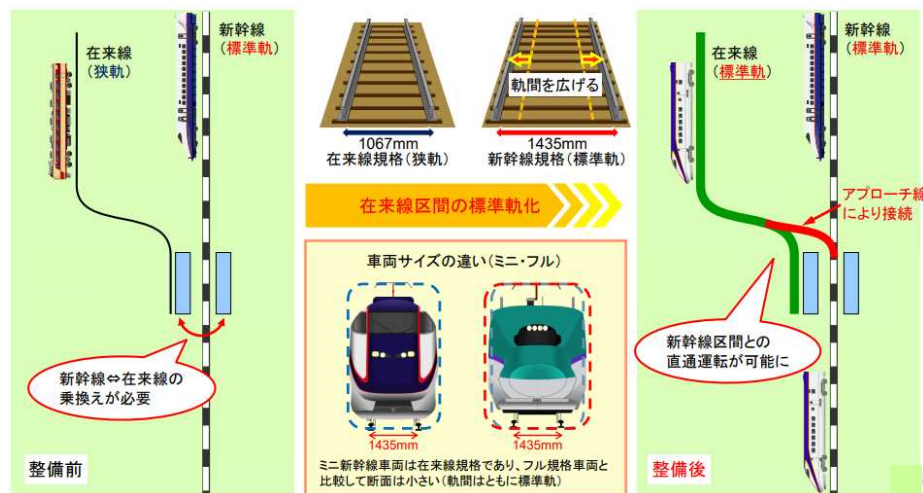 在来線
(狭軌)
新幹線
(標準軌)
新幹線⇔在来線の
乗換えが必要
整備前
軌間を広げる
1067mm
在来線規格(狭軌)
1435mm
新幹線規格(標準軌)
在来線区間の標準軌化
車両サイズの違い(ミニ・フル)
1435mm
1435mm
ミニ新幹線車両は在来線規格であり、フル規格車両と
比較して断面は小さい(軌間はともに標準軌)
在来線
(標準軌)
新幹線
(標準軌)
アプローチ線
により接続
新幹線区間との
直通運転が可能に
整備後